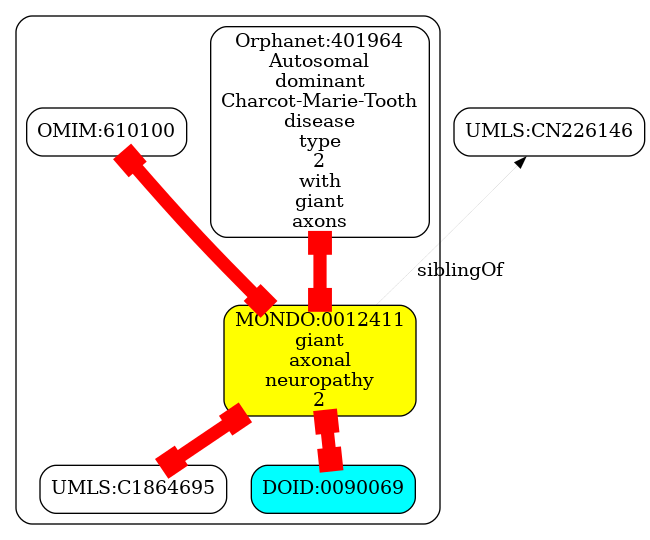 Orphanet:401964
Autosomal
dominant
Charcot-Marie-Tooth
disease
type
2
with
giant
axons
OMIM:610100
UMLS:CN226146
siblingOf
MONDO:0012411
giant
axonal
neuropathy
2
UMLS:C1864695
DOID:0090069